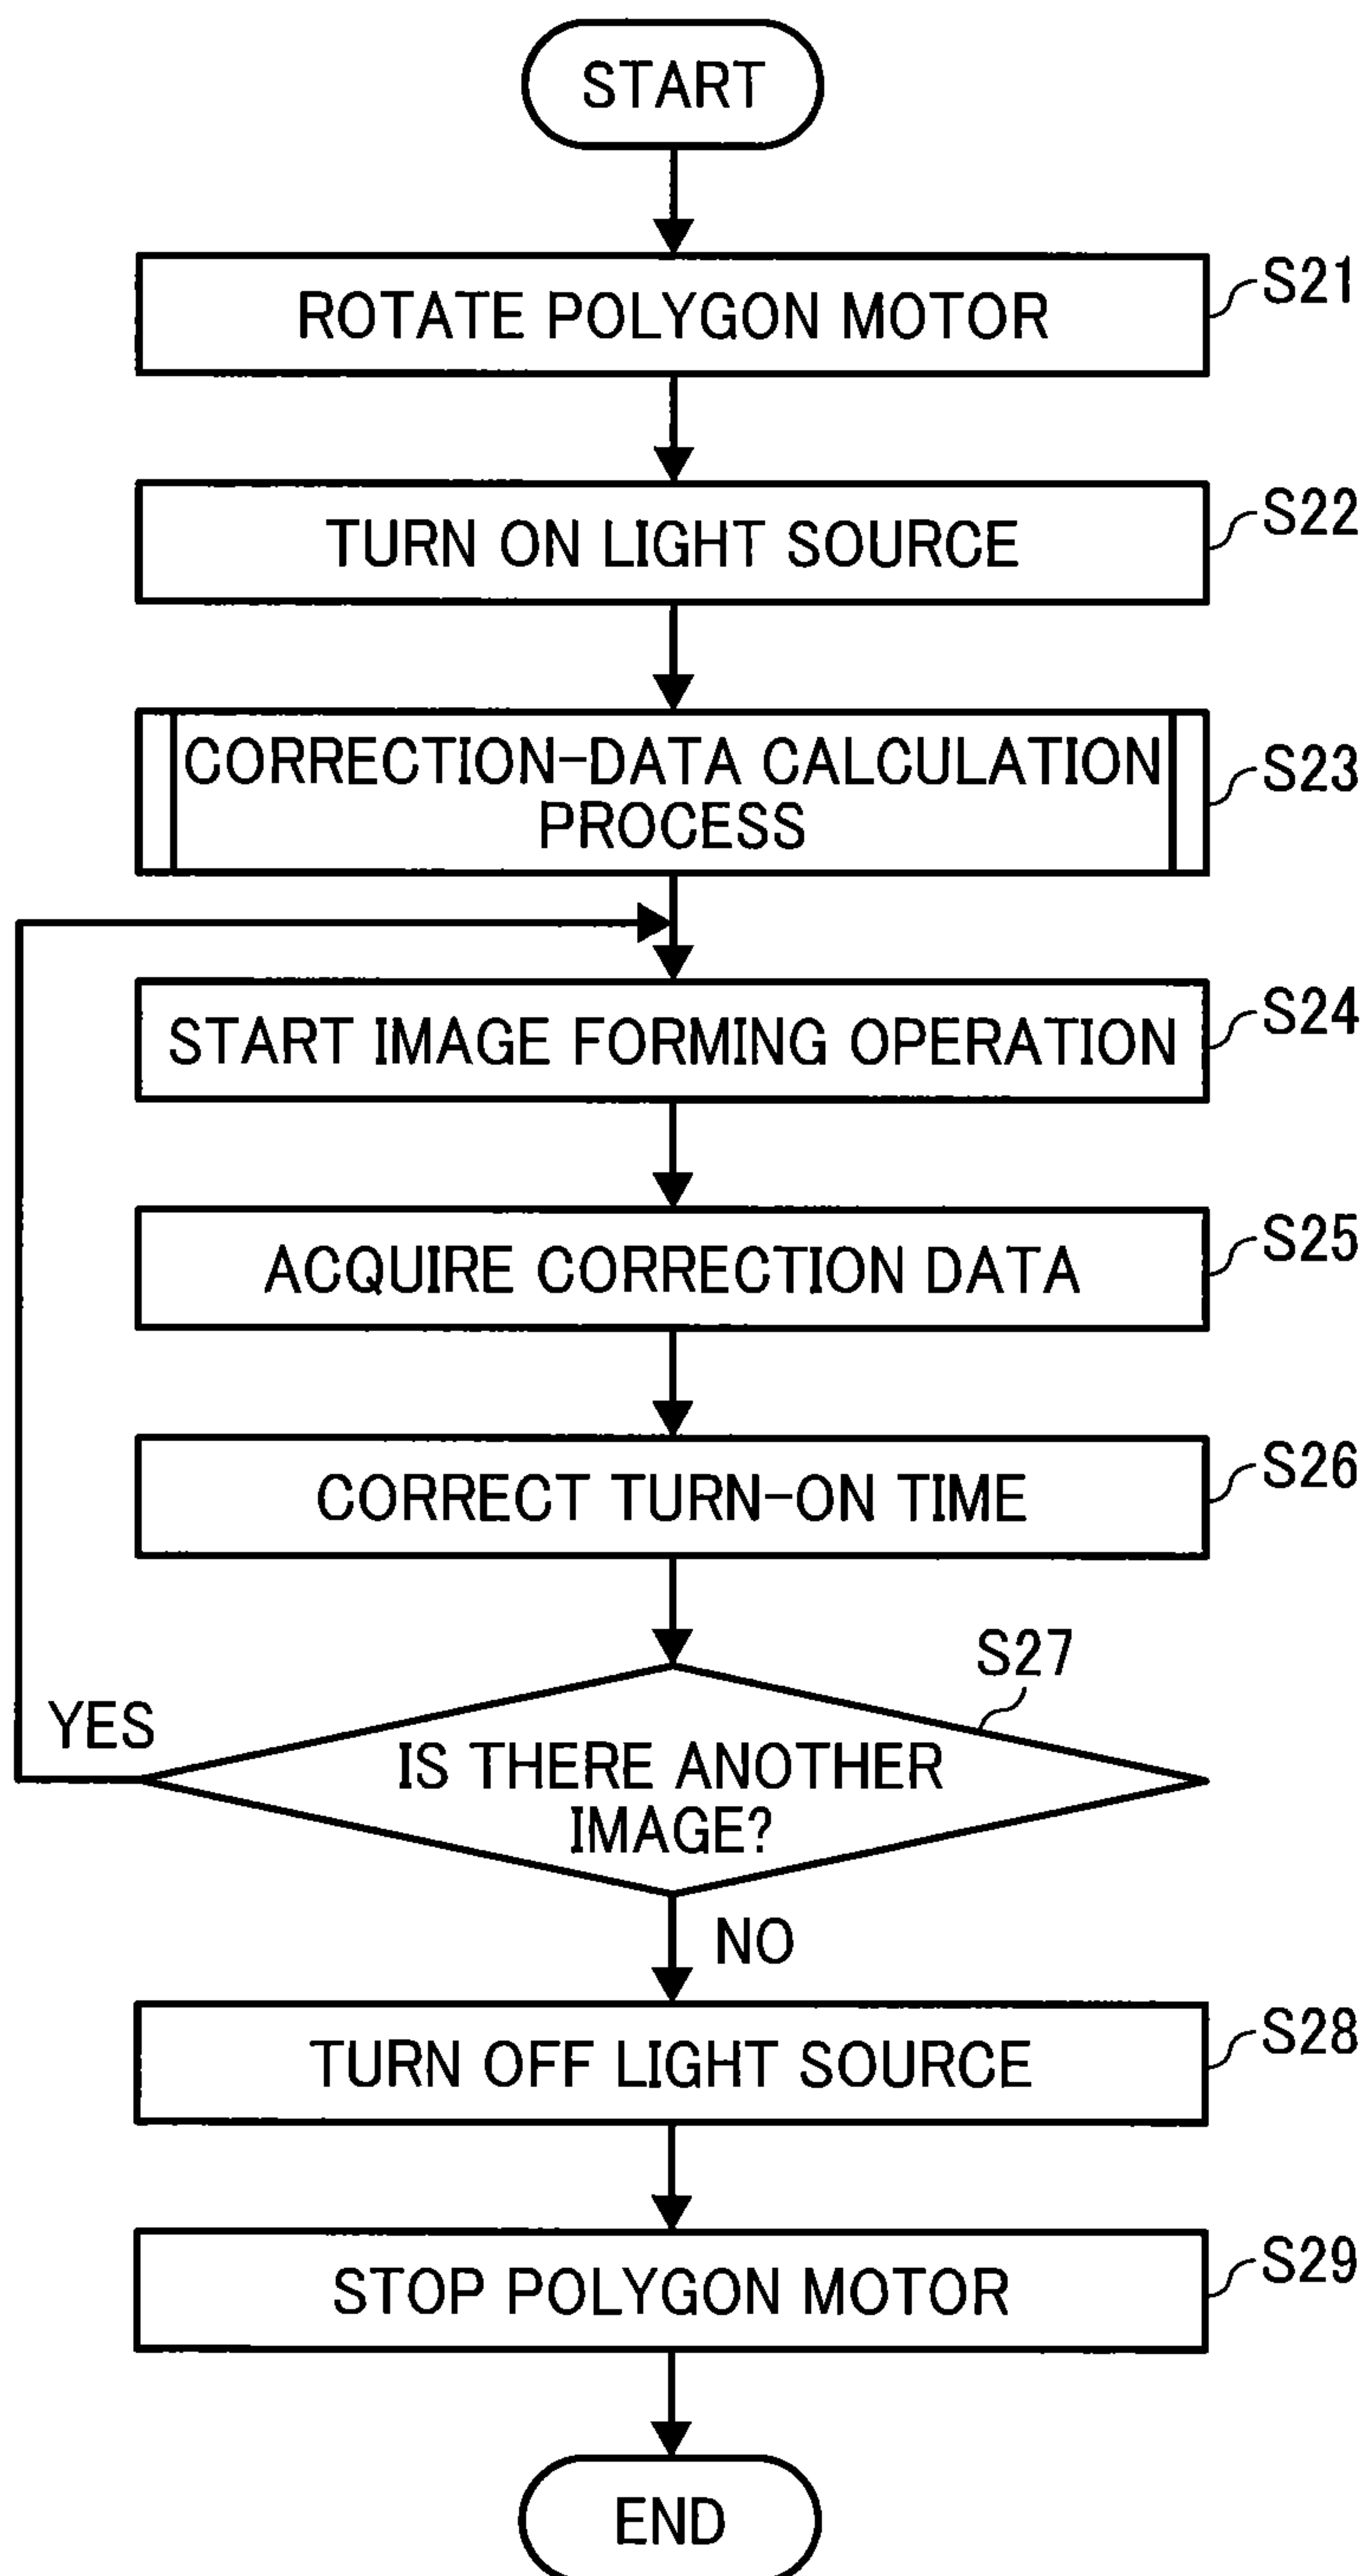 START
ROTATE POLYGON MOTOR
S21
TURN ON LIGHT SOURCE
S22
CORRECTION-DATA CALCULATION
PROCESS
S23
START IMAGE FORMING OPERATION
S24
ACQUIRE CORRECTION DATA
S25
CORRECT TURN-ON TIME
S26
S27
YES
IS THERE ANOTHER
IMAGE?
NO
TURN OFF LIGHT SOURCE
S28
STOP POLYGON MOTOR
S29
END